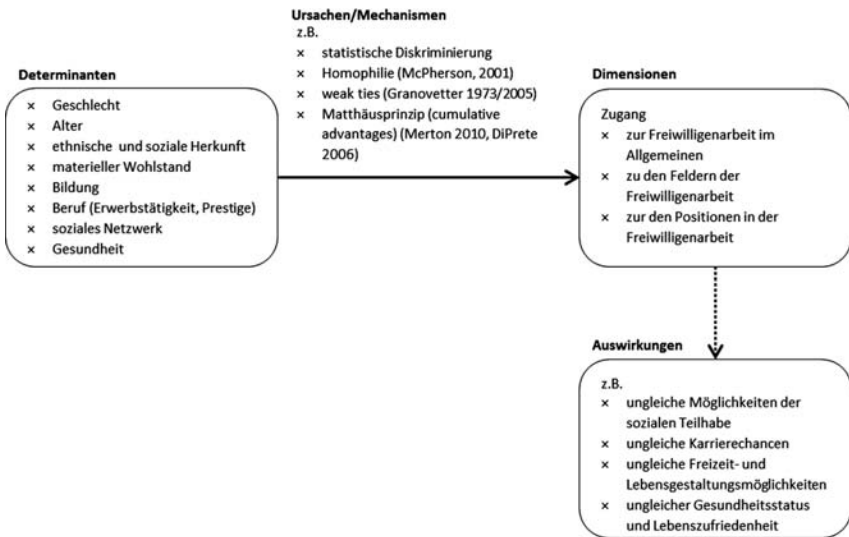 Ursachen/Mechanismen
z.B.
× statistische Diskriminierung
× Homophilie (McPherson, 2001)
× weak ties (Granovetter 1973/2005)
× Matthäusprinzip (cumulative
advantages) (Merton 2010, DiPrete
2006)
Determinanten
× Geschlecht
× Alter
× ethnische und soziale Herkunft
× materieller Wohlstand
× Bildung
× Beruf (Erwerbstätigkeit, Prestige)
× soziales Netzwerk
× Gesundheit
Dimensionen
Zugang
× zur Freiwilligenarbeit im
Allgemeinen
× zu den Feldern der
Freiwilligenarbeit
× zur den Positionen in der
Freiwilligenarbeit
Auswirkungen
z.B.
× ungleiche Möglichkeiten der
sozialen Teilhabe
× ungleiche Karrierechancen
× ungleiche Freizeit- und
Lebensgestaltungsmöglichkeiten
× ungleicher Gesundheitsstatus
und Lebenszufriedenheit